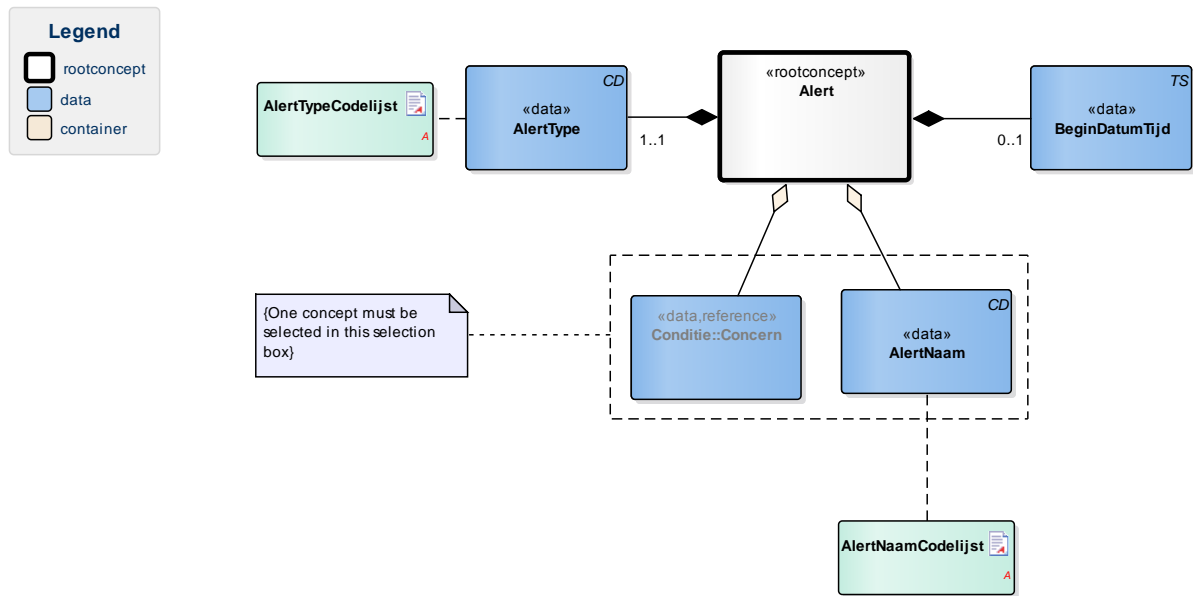 Legend
rootconcept
data
container
AlertTypeCodelijst
A
CD
«data»
AlertType
1..1
«rootconcept»
Alert
0..1
TS
«data»
BeginDatumTijd
{One concept must be
selected in this selection
box}
«data,reference»
Conditie::Concern
CD
«data»
AlertNaam
AlertNaamCodelijst
A